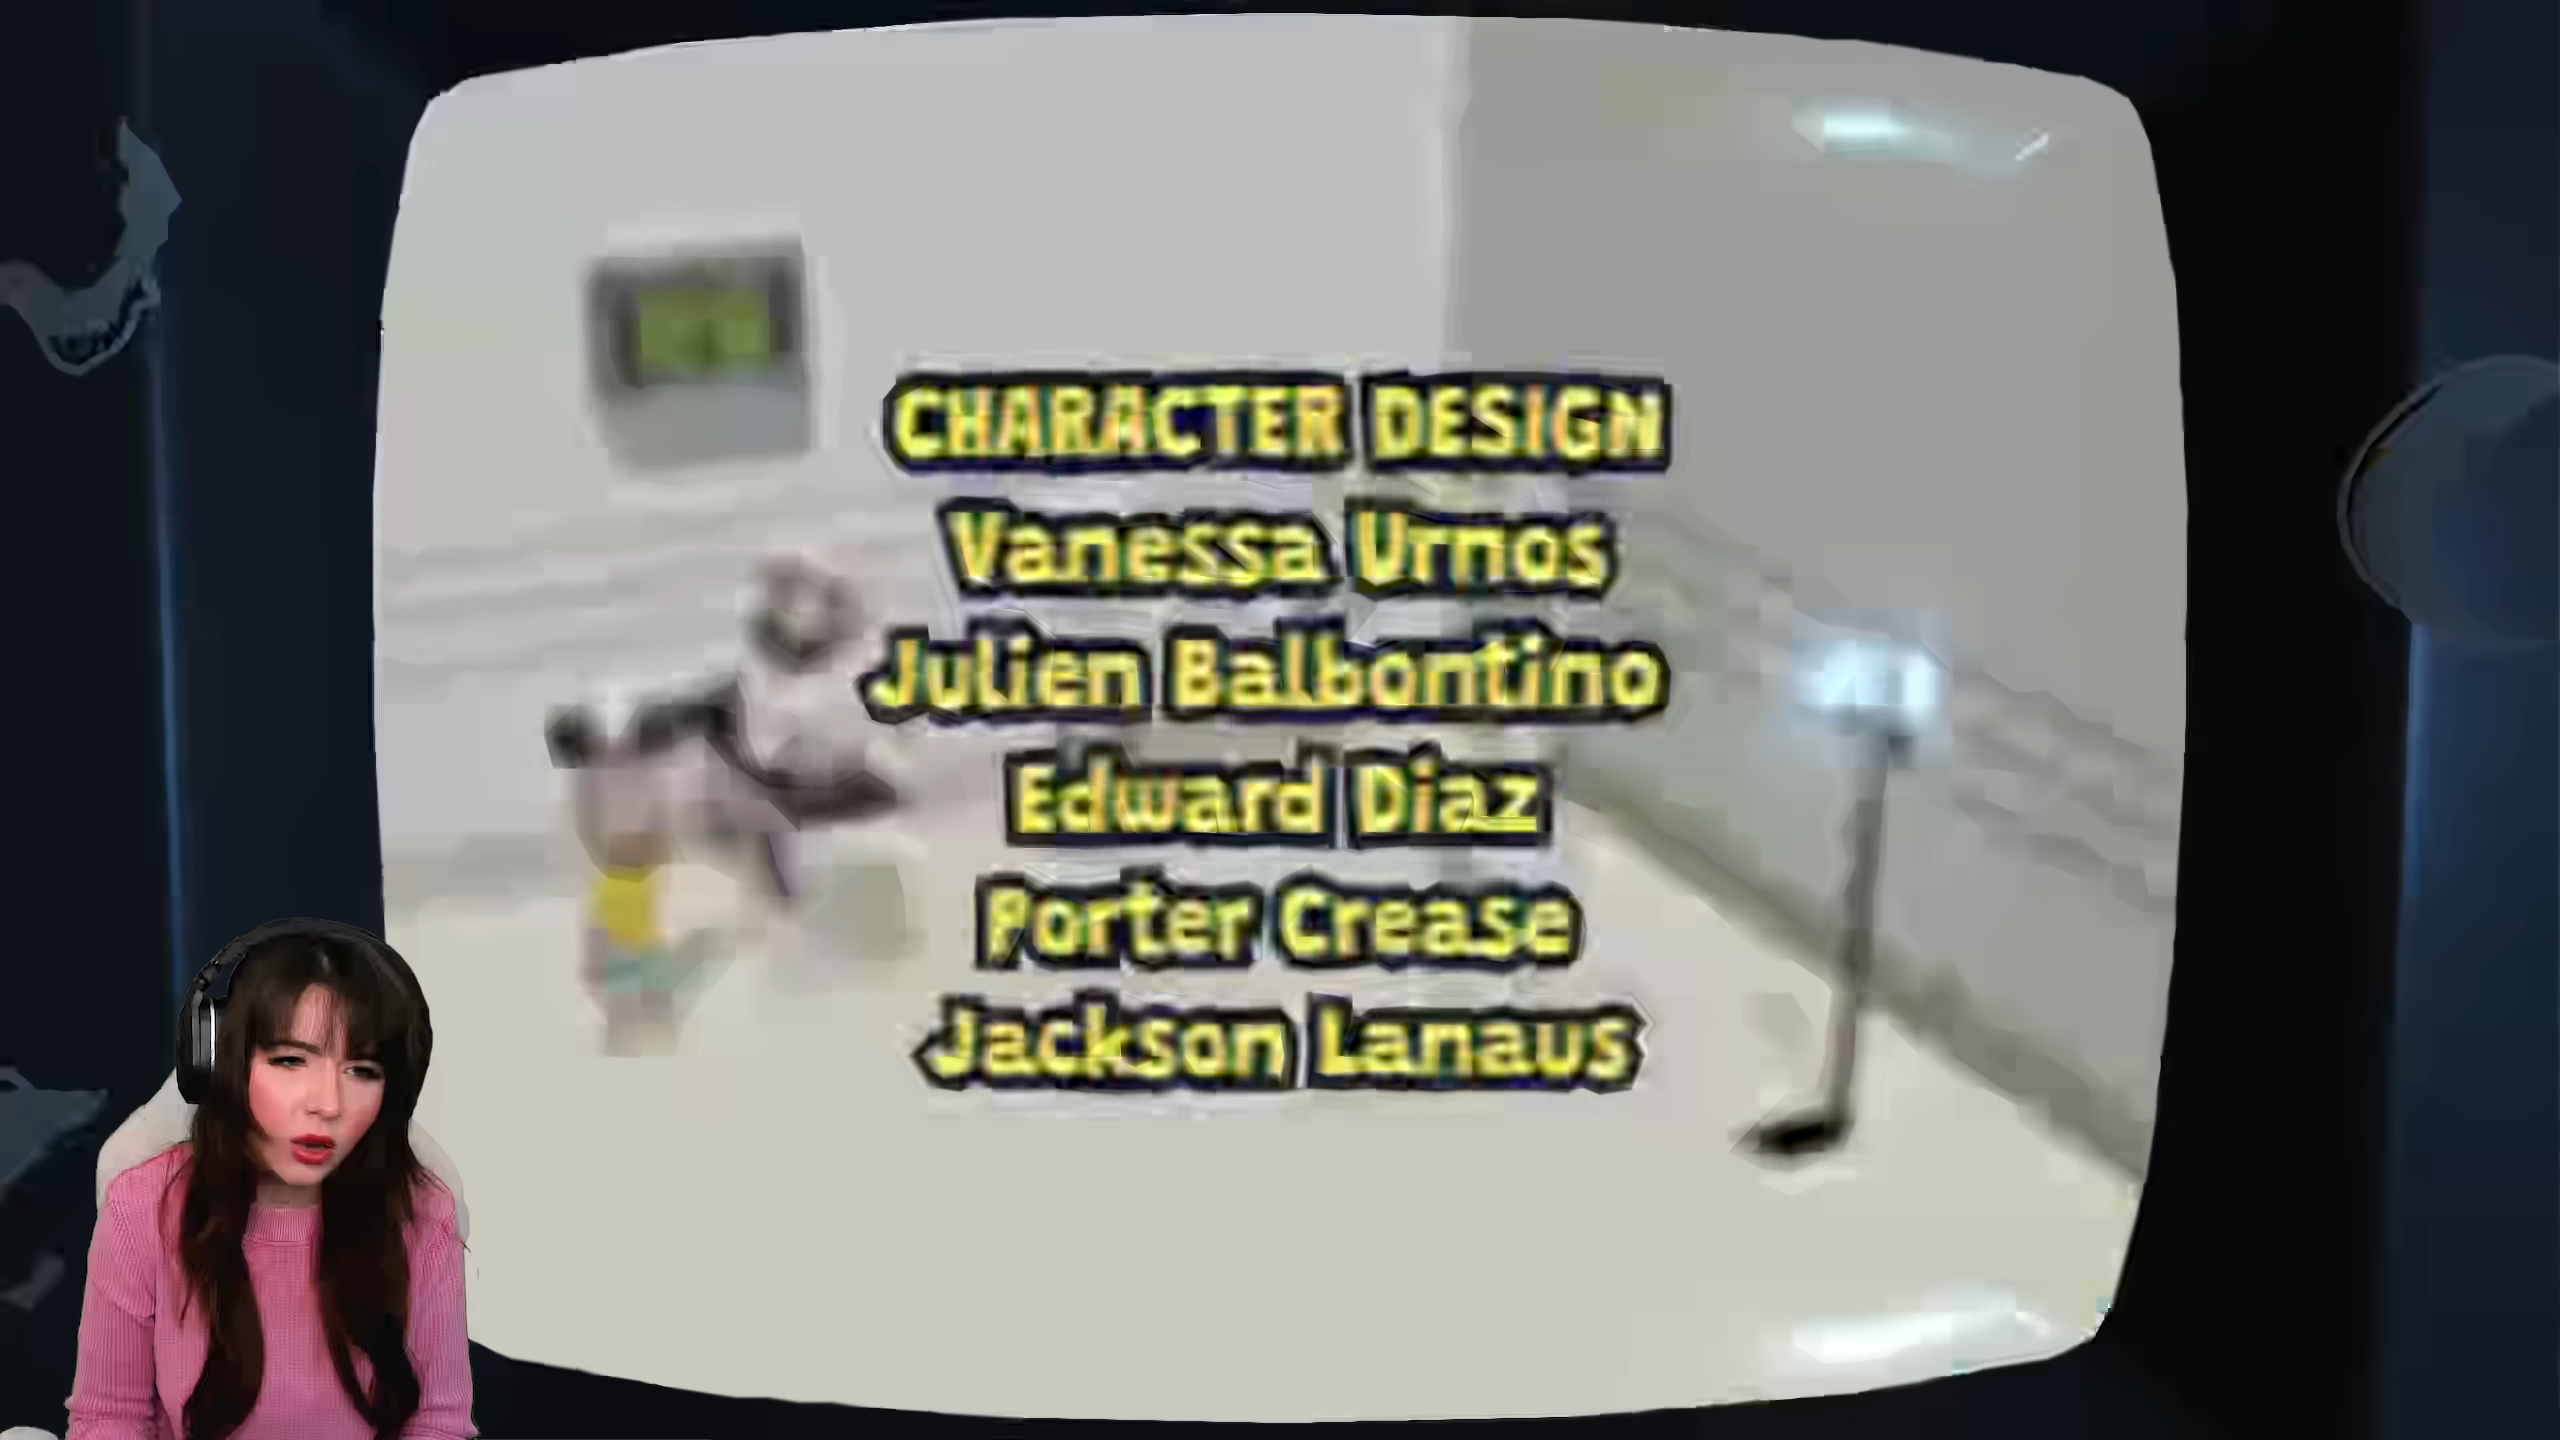 CHARACTER DESIGN
Vanessa Urnos
Julien Balbontino
Edward Diaz
Porter Crease
Jackson Lanaus